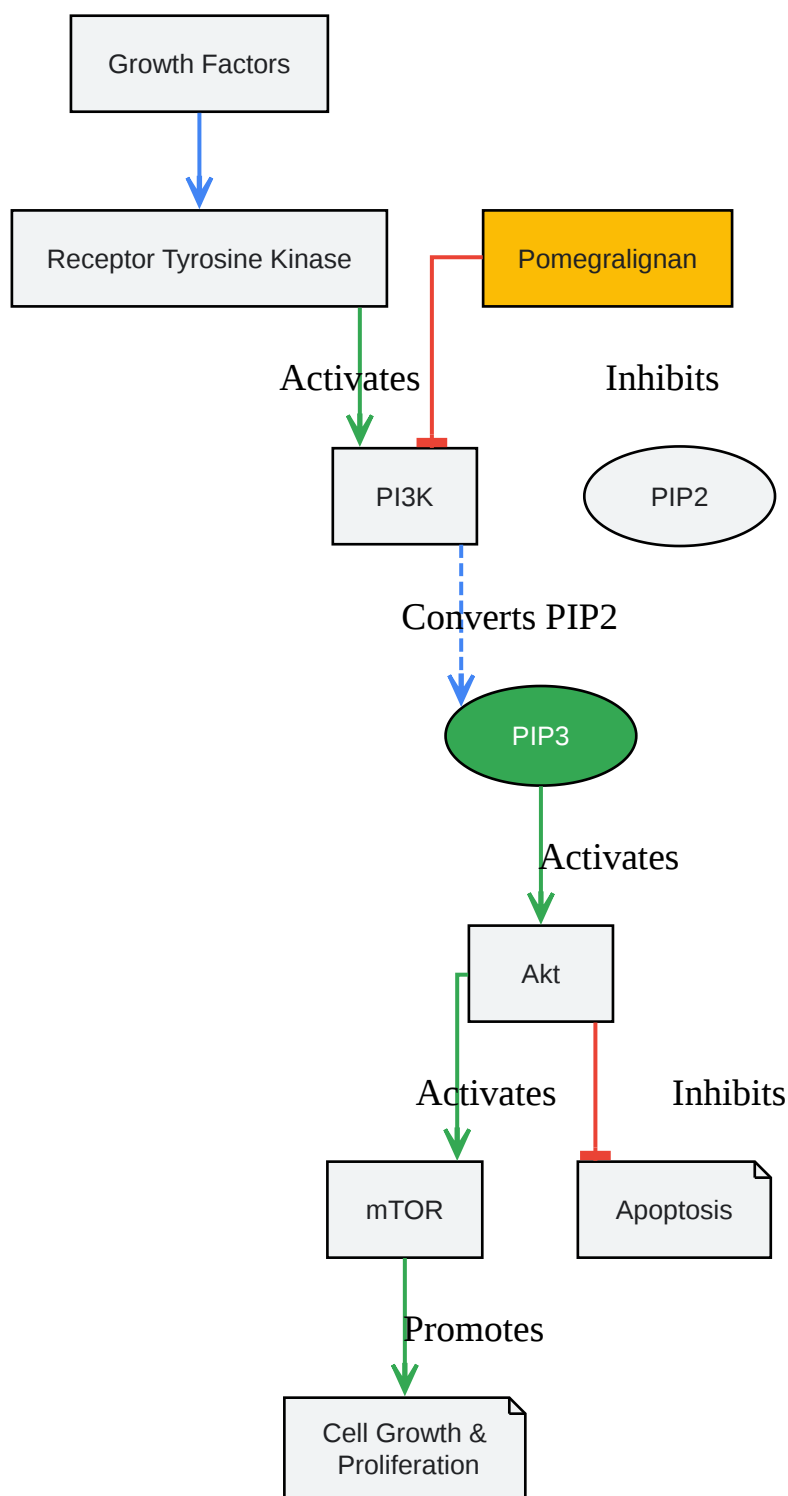 Growth Factors
Receptor Tyrosine Kinase
Pomegralignan
Activates
Inhibits
PI3K
PIP2
Converts PIP2
PIP3
Activates
Akt
Activates
Inhibits
mTOR
Apoptosis
Promotes
Cell Growth &
Proliferation